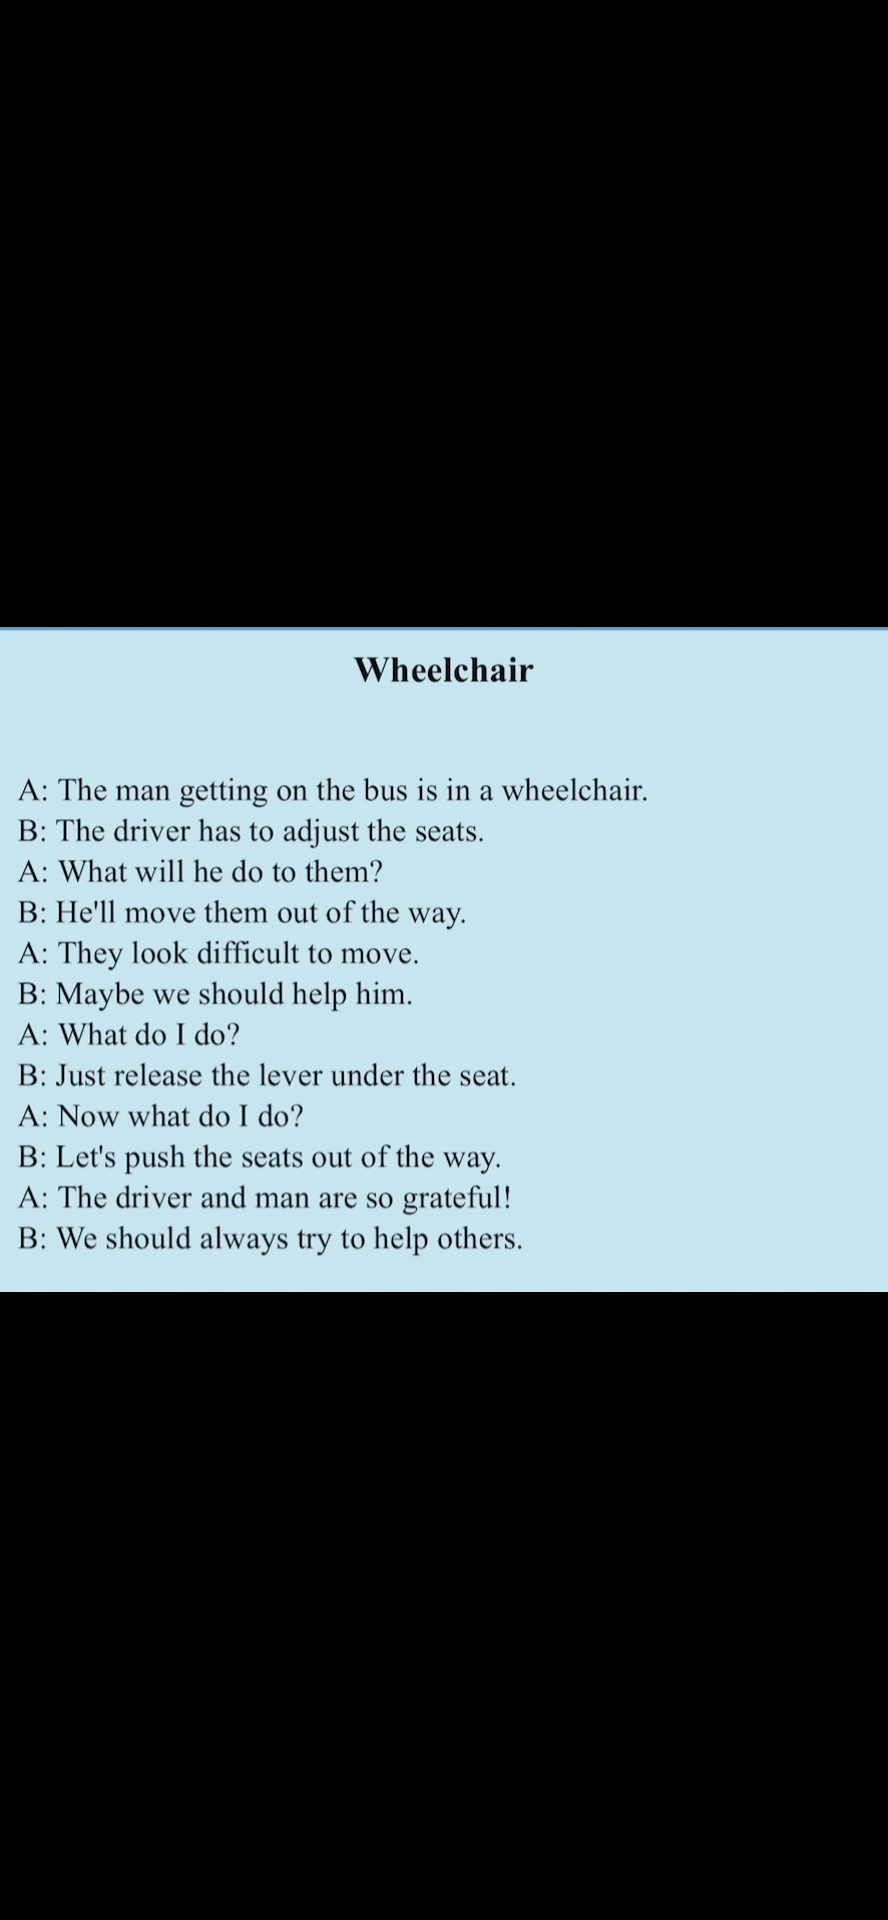 Wheelchair
A: The man getting on the bus is in a wheelchair.
B: The driver has to adjust the seats.
A: What will he do to them?
B: He'll move them out of the way.
A: They look difficult to move.
B: Maybe we should help him.
A: What do I do?
B: Just release the lever under the seat.
A: Now what do I do?
B: Let's push the seats out of the way.
A: The driver and man are so grateful!
B: We should always try to help others.